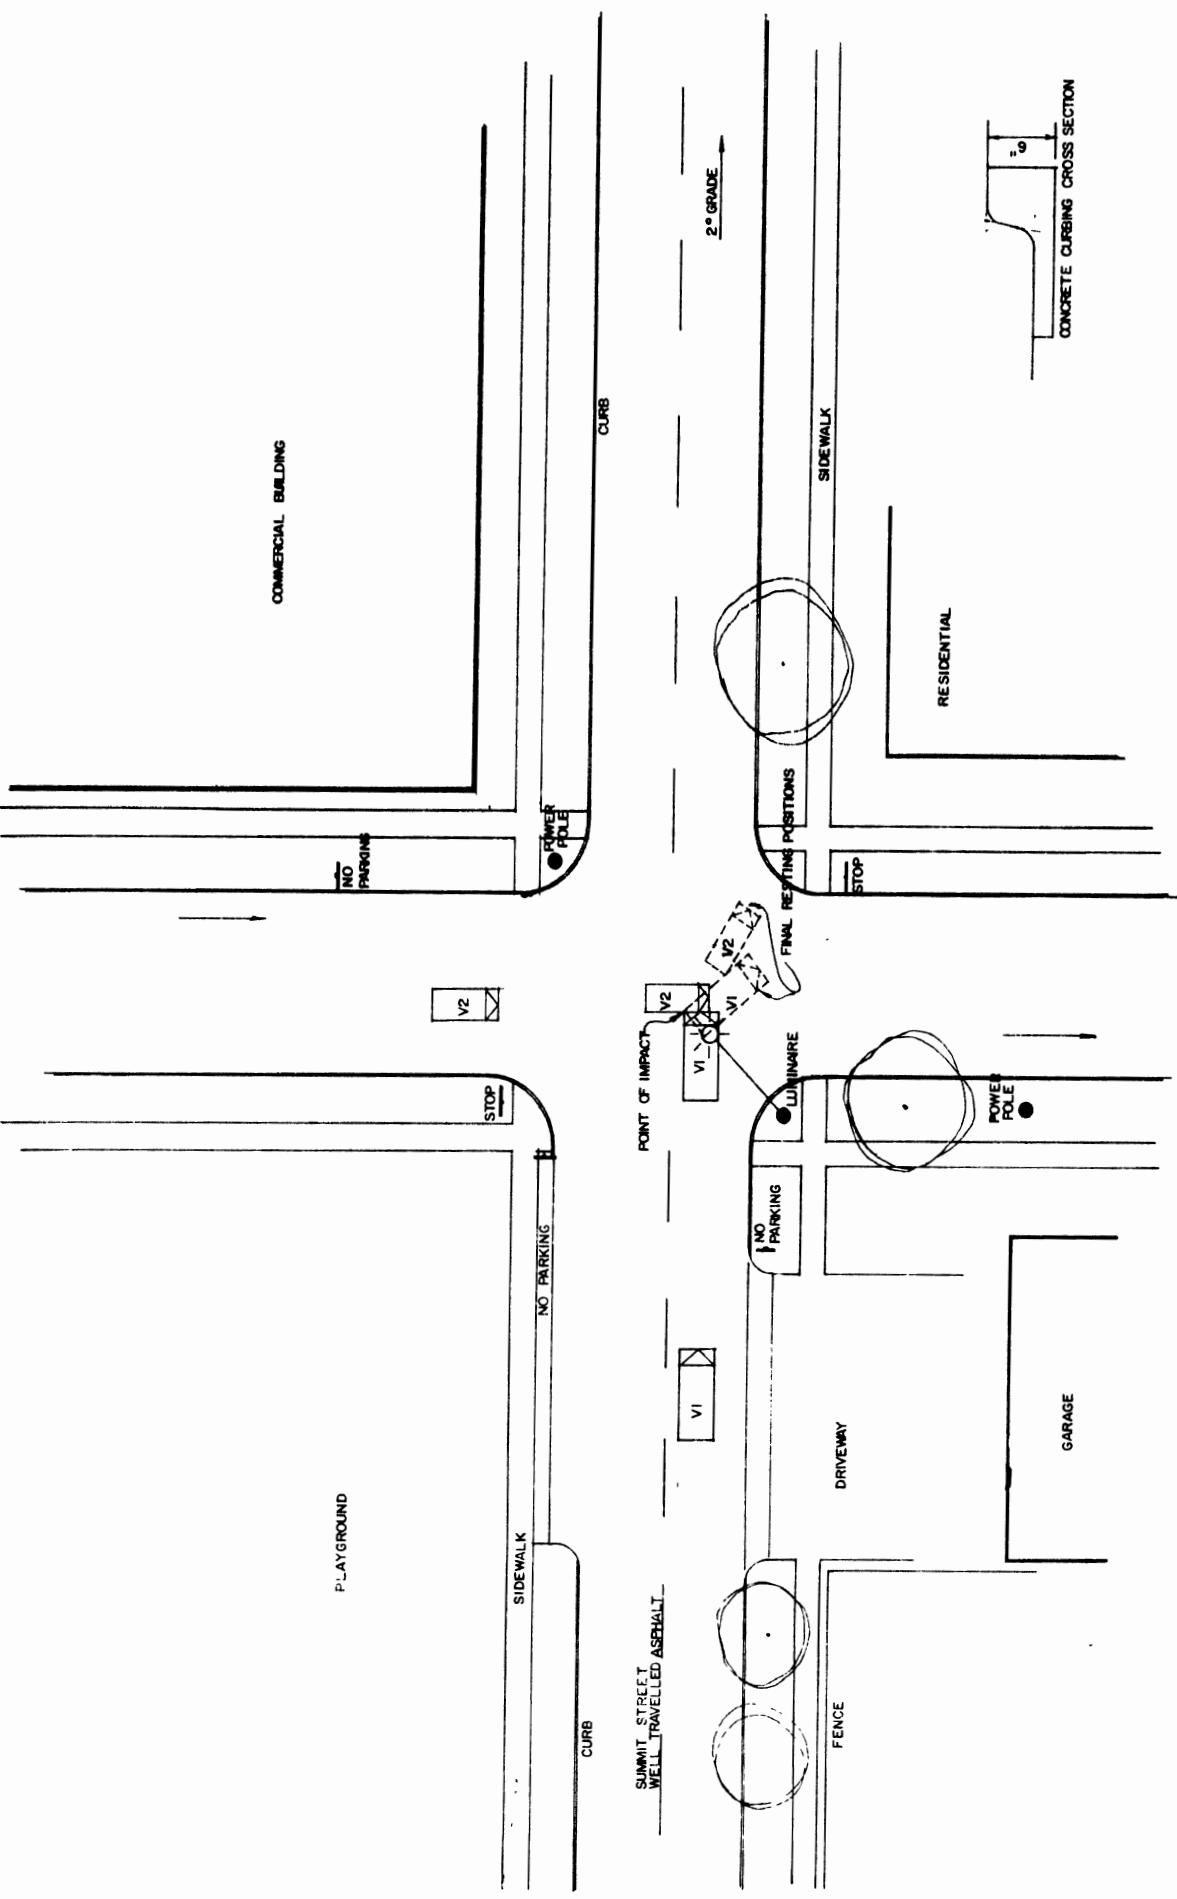 COMMERCIAL BUILDING
NO
PARKING
POWER
POLE
CURB
2° GRADE
6"
CONCRETE CURBING CROSS SECTION
SIDEWALK
RESIDENTIAL
FINAL RESTING POSITIONS
STOP
V2
V2
V2
V1
V1
POINT OF IMPACT
LUMINAIRE
STOP
POWER
POLE
NO PARKING
NO
PARKING
V1
PLAYGROUND
SIDEWALK
CURB
SUMMIT STREET
WELL TRAVELLED ASPHALT
DRIVEWAY
GARAGE
FENCE